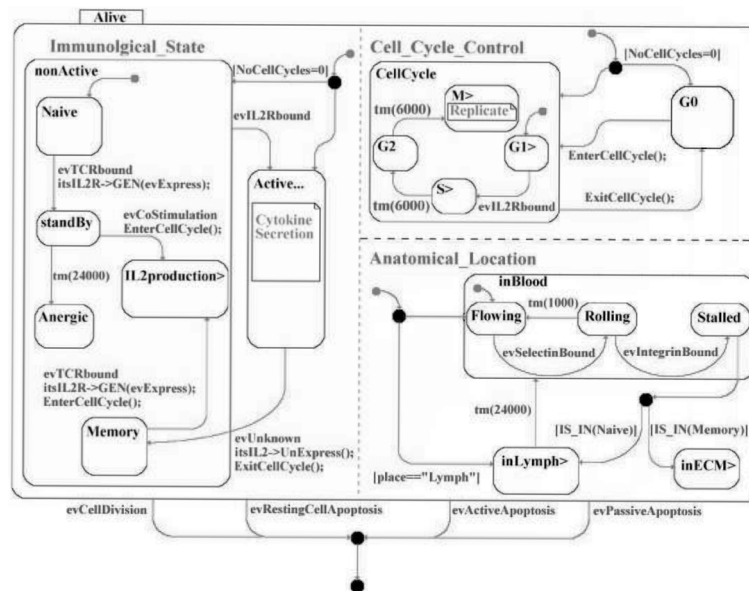 Alive
Immunolgical_State
nonActive
[NoCellCycles=0]
Naive
evIL2Rbound
evTCRbound
itsIL2R->GEN(evExpress);
Active...
standBy
evCoStimulation
EnterCellCycle();
Cytokine
Secretion
tm(24000)
IL2production>
Anergic
evTCRbound
itsIL2R->GEN(evExpress);
EnterCellCycle();
Memory
evUnknown
itsIL2->UnExpress();
ExitCellCycle();
Cell_Cycle_Control
[NoCellCycles=0]
CellCycle
M>
Replicate
tm(6000)
G0
G2
G1>
EnterCellCycle();
S>
tm(6000)
evIL2Rbound
ExitCellCycle();
Anatomical_Location
inBlood
tm(1000)
Flowing
Rolling
Stalled
evSelectinBound
evIntegrinBound
tm(24000)
[IS_IN(Naive)]
[IS_IN(Memory)]
[place=="Lymph"]
inLymph>
inECM>
evCellDivision
evRestingCellApoptosis
evActiveApoptosis
evPassiveApoptosis